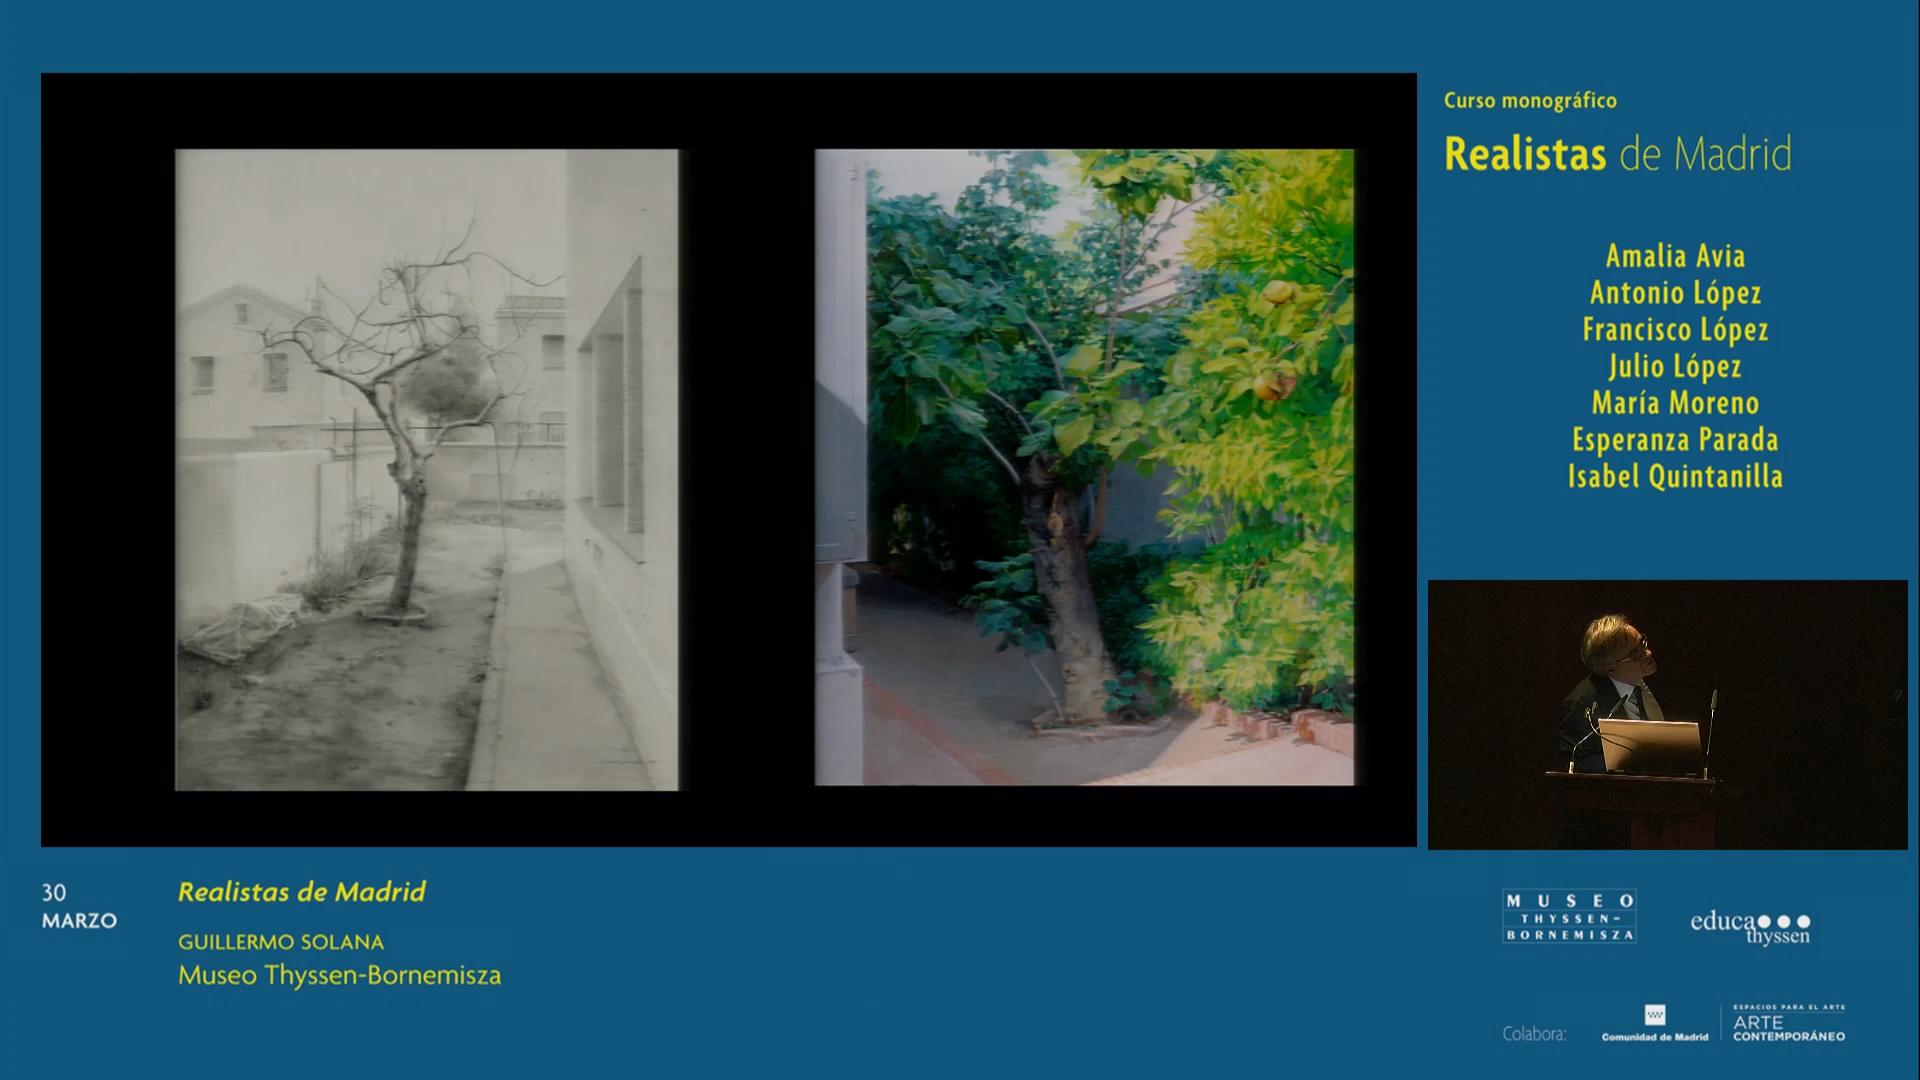 Curso monográfico
Realistas de Madrid
Amalia Avia
Antonio López
Francisco López
Julio López
María Moreno
Esperanza Parada
Isabel Quintanilla
30
MARZO
Realistas de Madrid
GUILLERMO SOLANA
Museo Thyssen-Bornemisza
MUSEO
THYSSEN-
BORNEMISZA
educa
thyssen
Colabora:
Comunidad de Madrid
ESPACIOS PARA EL ARTE
ARTE
CONTEMPORÁNEO